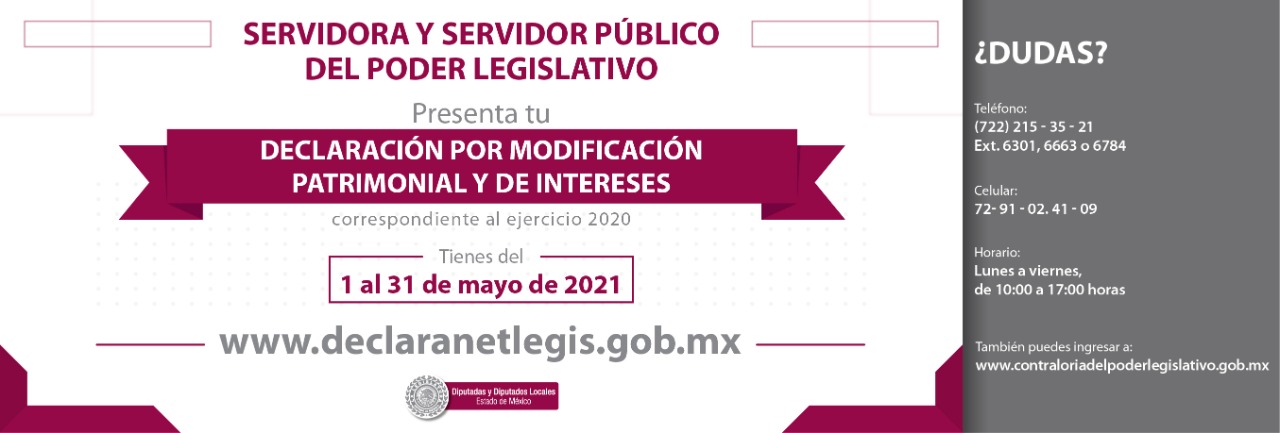 SERVIDORA Y SERVIDOR PÚBLICO
DEL PODER LEGISLATIVO
Presenta tu
DECLARACIÓN POR MODIFICACIÓN
PATRIMONIAL Y DE INTERESES
correspondiente al ejercicio 2020
Tienes del
1 al 31 de mayo de 2021
www.declaranetlegis.gob.mx
Diputadas y Diputados Locales
Estado de México
¿DUDAS?
Teléfono:
(722) 215 - 35 - 21
Ext. 6301, 6663 o 6784
Celular:
72- 91 - 02. 41 - 09
Horario:
Lunes a viernes,
de 10:00 a 17:00 horas
También puedes ingresar a:
www.contraloriadelpoderlegislativo.gob.mx